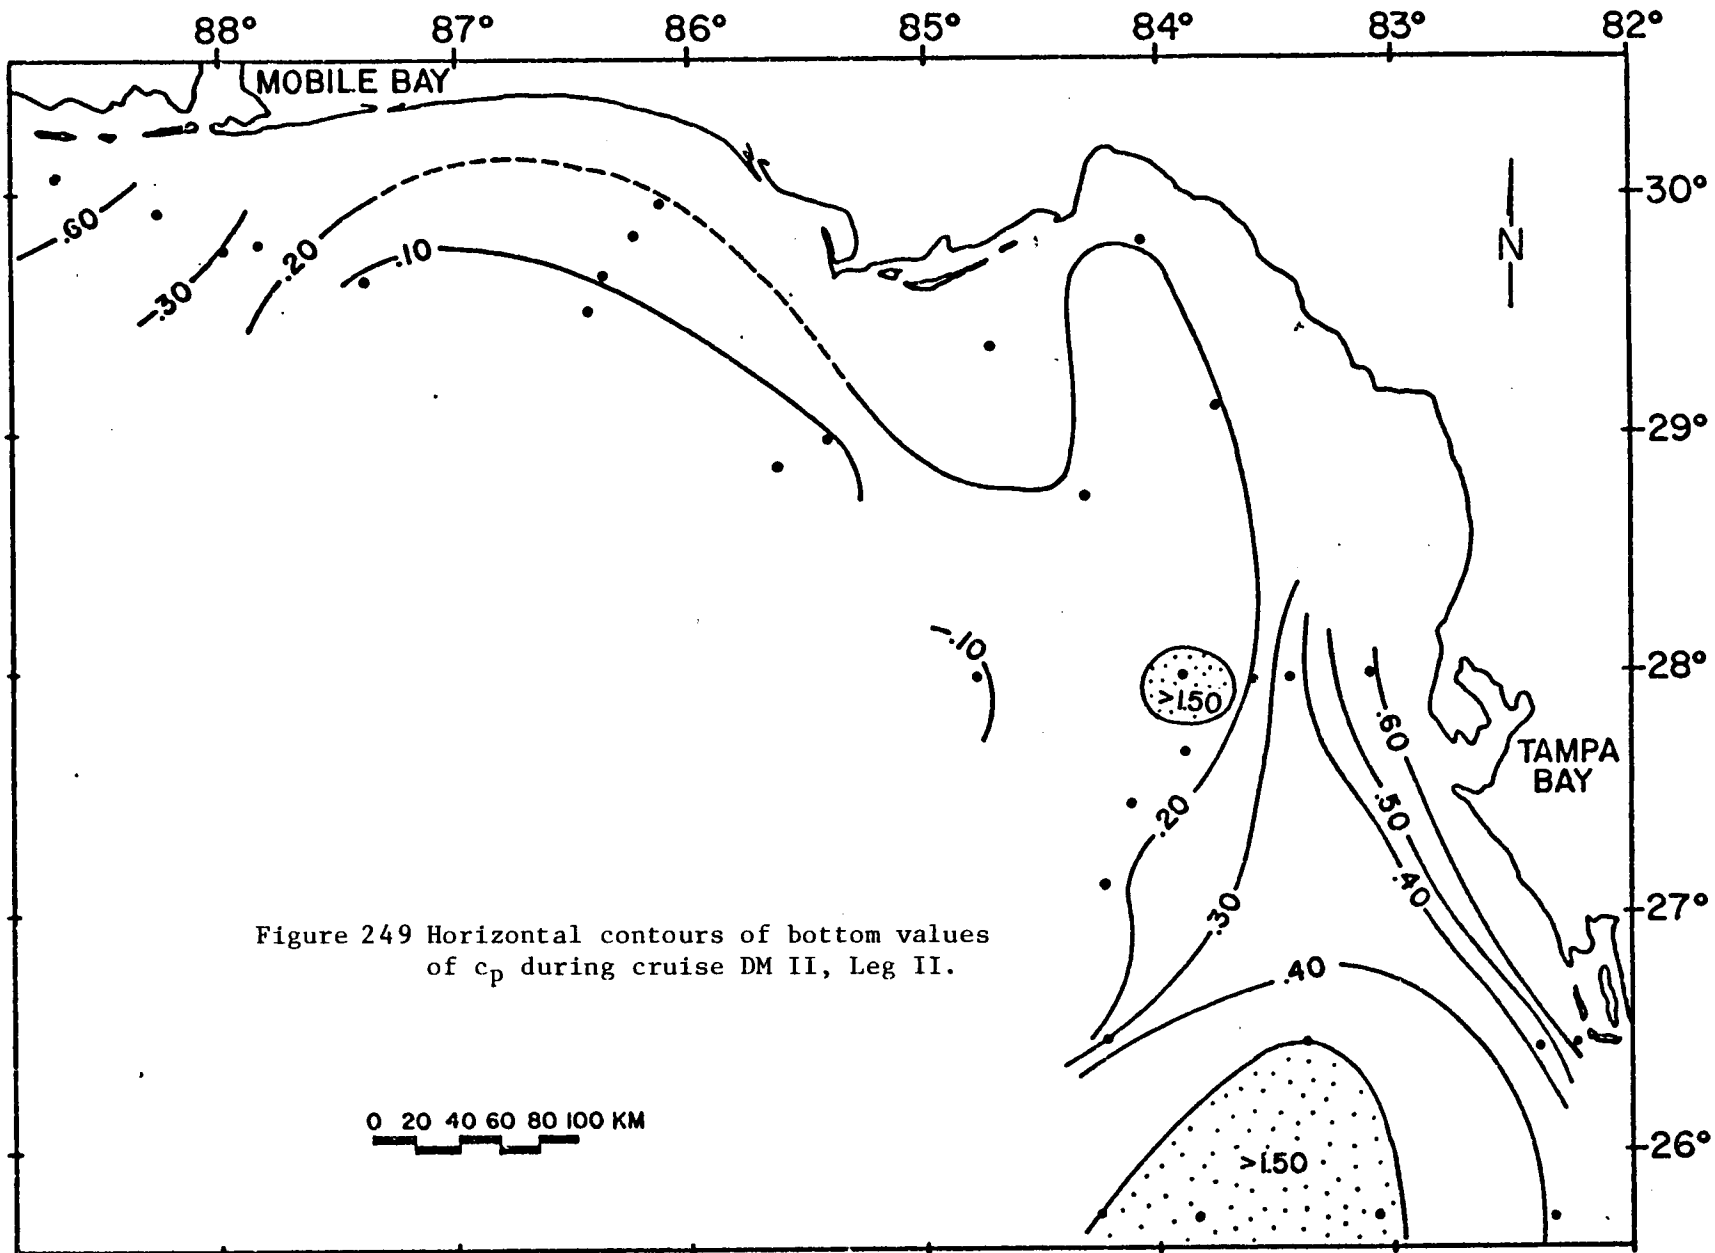 88° 87° 86° 85° 84° 83° 82°
MOBILE BAY
30°
N
.60
.20
.10
.30
29°
.10
28°
>1.50
.60
TAMPA
BAY
.20
.50
.40
.30
27°
Figure 249 Horizontal contours of bottom values
of cp during cruise DM II, Leg II.
.40
0 20 40 60 80 100 KM
26°
>1.50